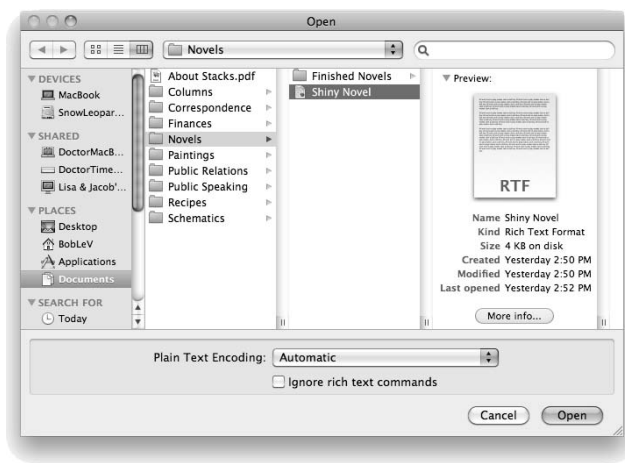 Open
Novels
DEVICES
MacBook
SnowLeopar...
SHARED
DoctorMacB...
DoctorTime...
Lisa & Jacob'...
PLACES
Desktop
BobLeV
Applications
Documents
SEARCH FOR
Today
About Stacks.pdf
Columns
Correspondence
Finances
Novels
Paintings
Public Relations
Public Speaking
Recipes
Schematics
Finished Novels
Shiny Novel
Preview:
RTF
Name Shiny Novel
Kind Rich Text Format
Size 4 KB on disk
Created Yesterday 2:50 PM
Modified Yesterday 2:50 PM
Last opened Yesterday 2:52 PM
More info...
Plain Text Encoding: Automatic
Ignore rich text commands
Cancel Open